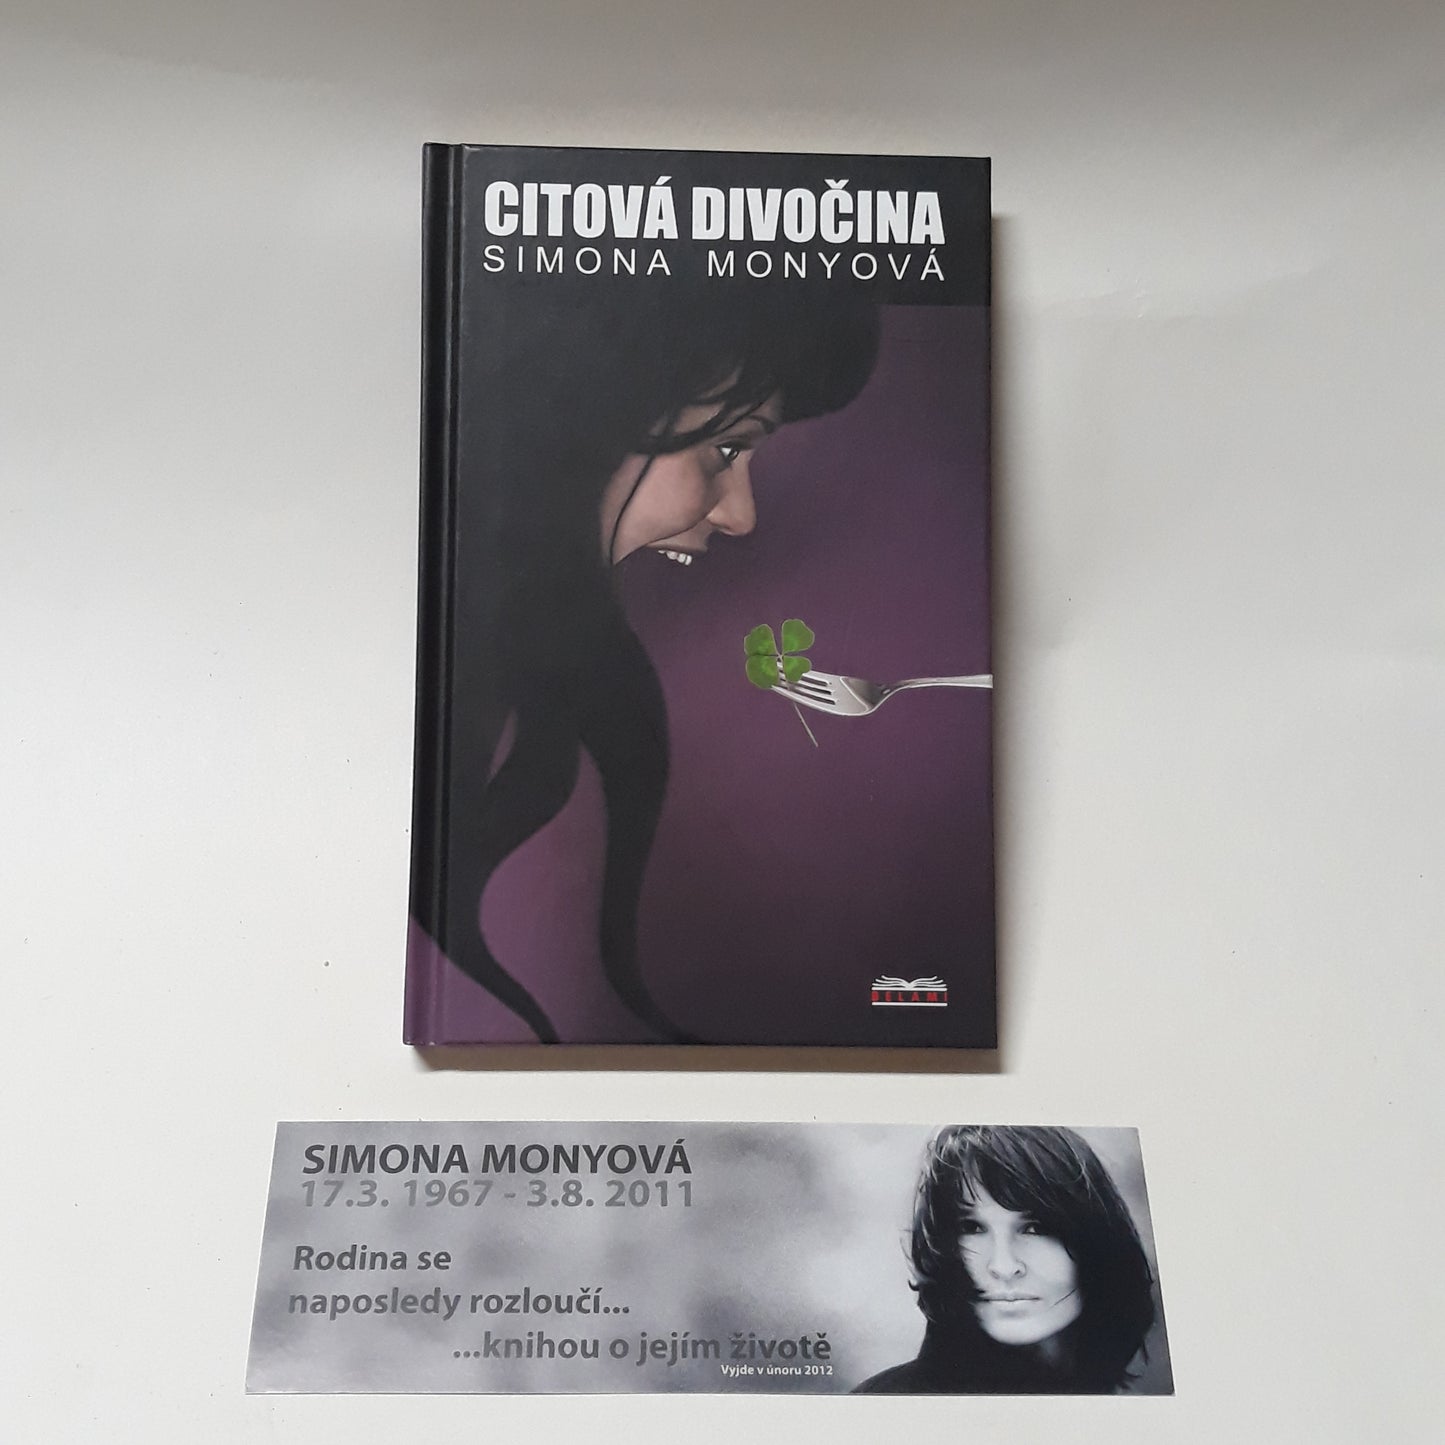 CITOVÁ DIVOČINA
SIMONA MONYOVÁ
BELAMI
SIMONA MONYOVÁ
17.3. 1967 - 3.8. 2011
Rodina se
naposledy rozloučí...
...knihou o jejím životě
Vyjde v únoru 2012